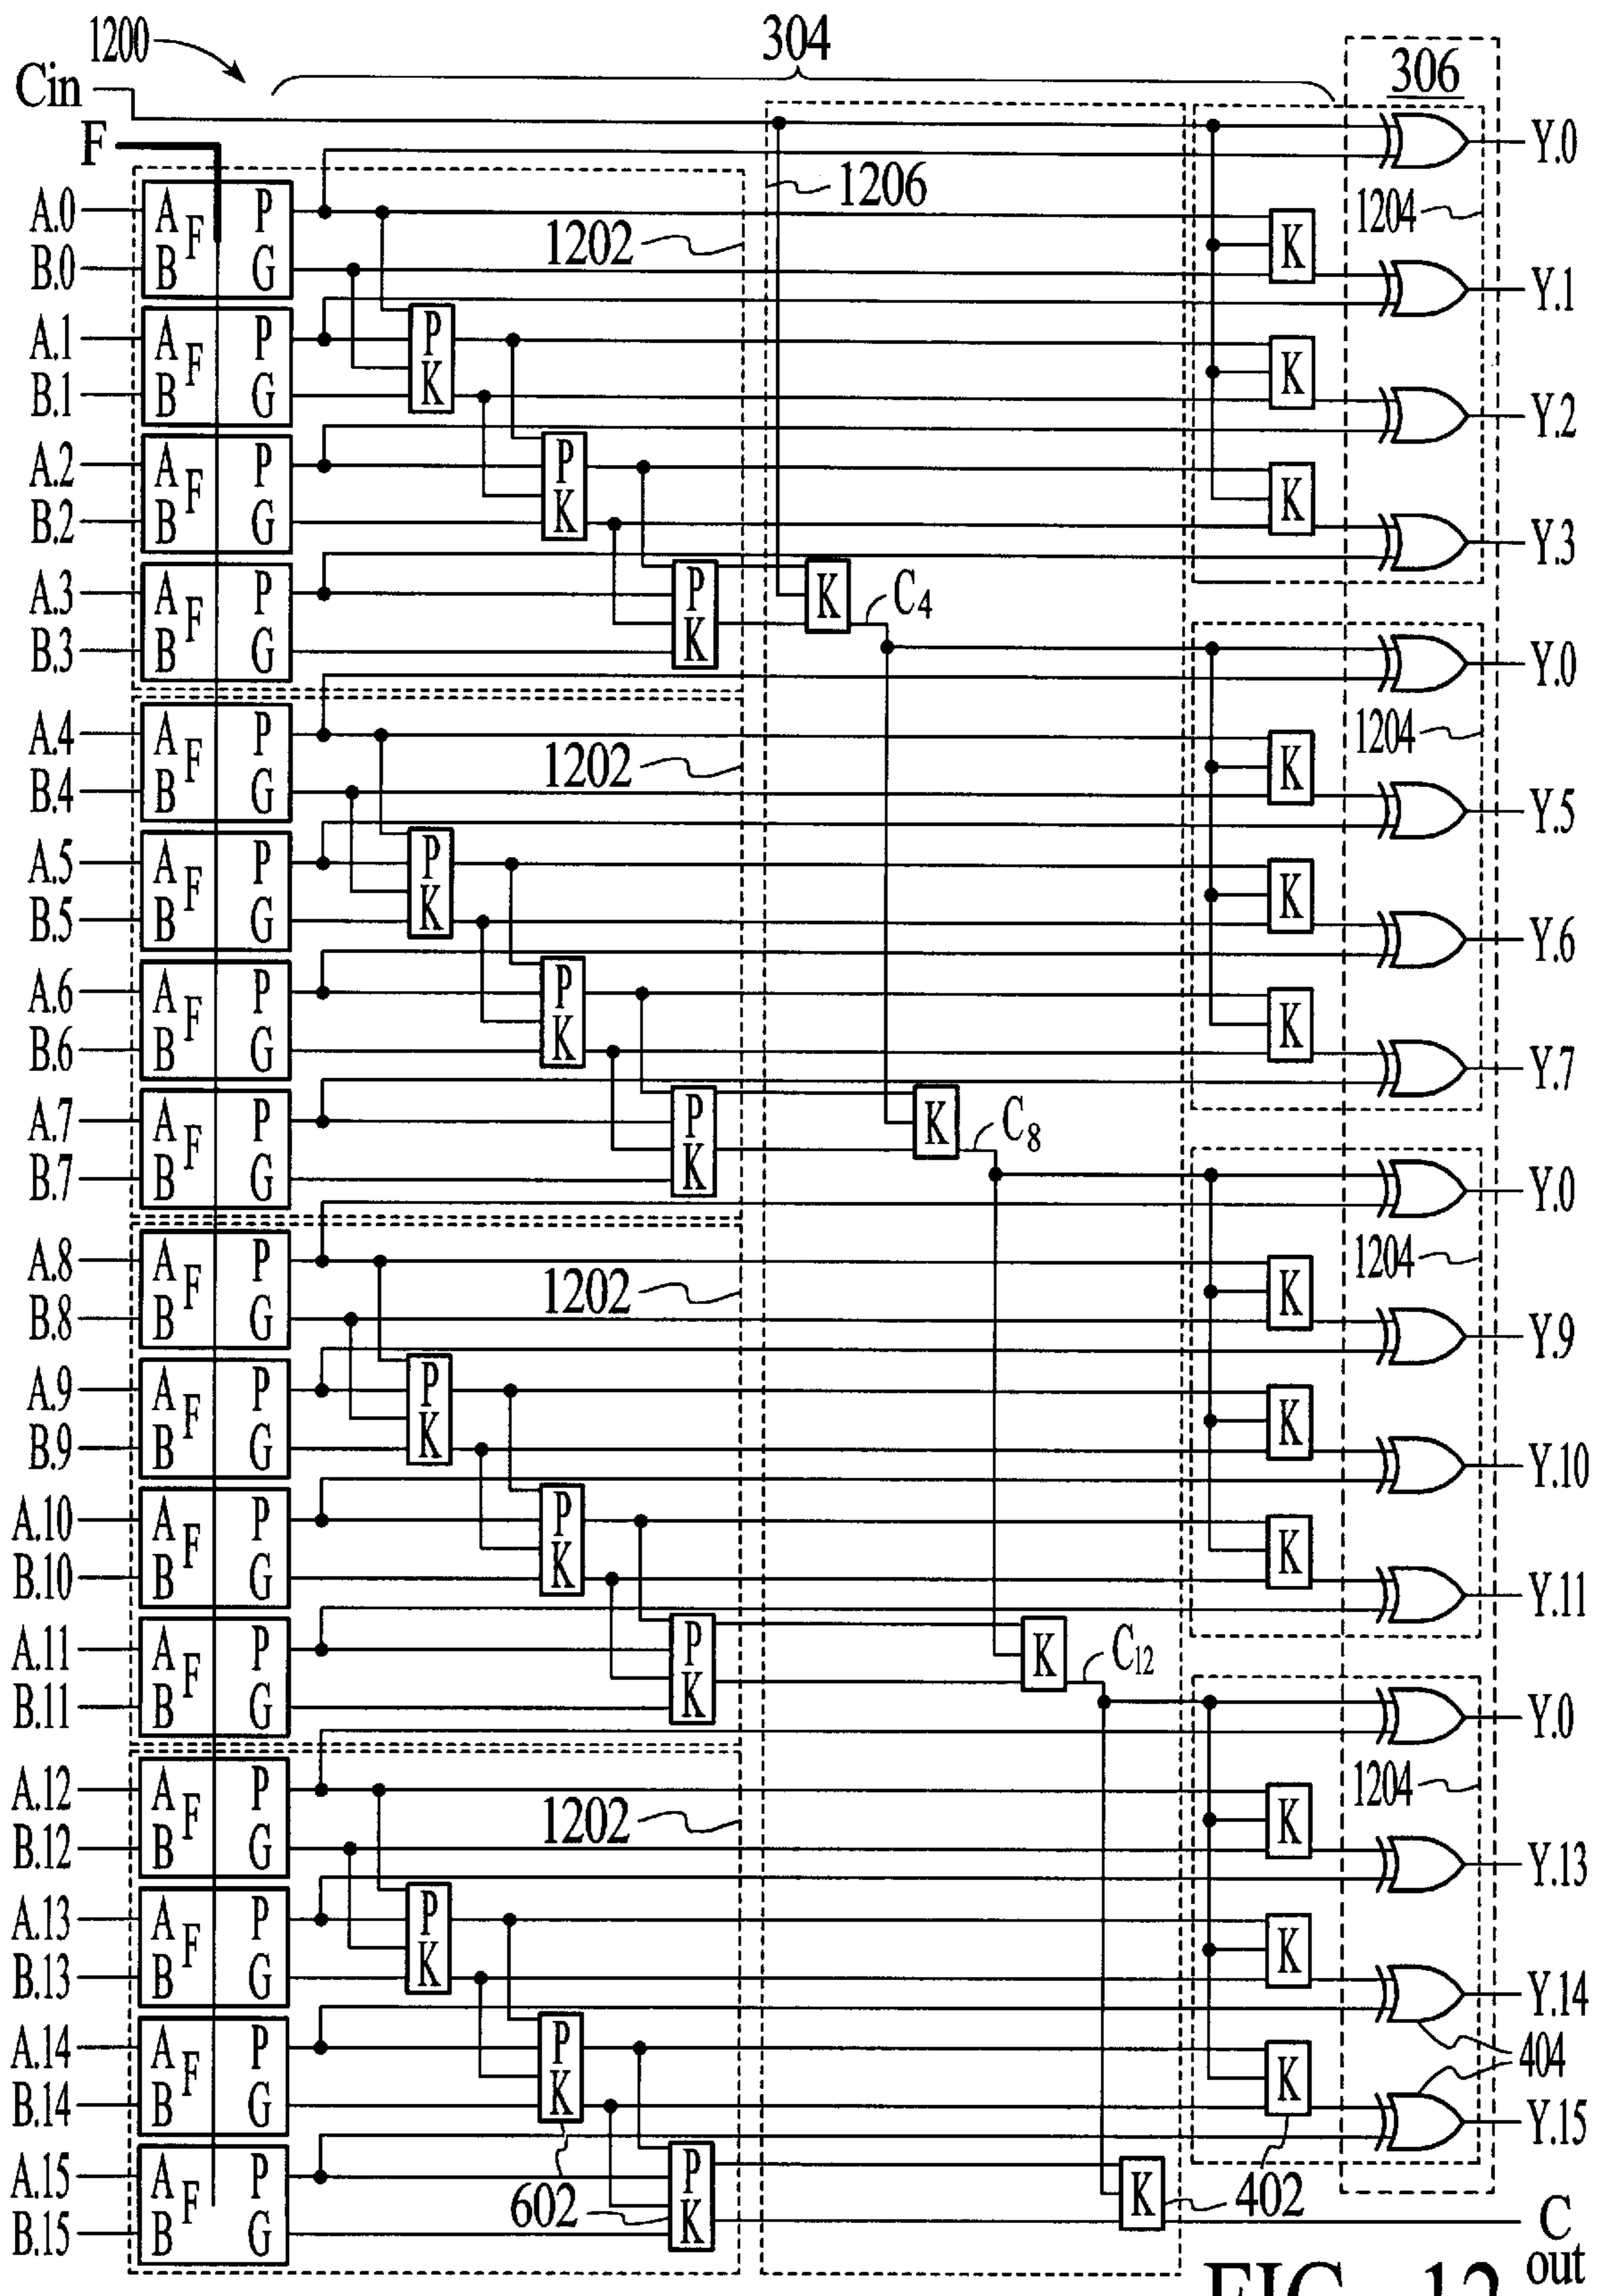 1200
304
306
Cin
F
Y.0
1206
1204
A.0 A F P
B.0 B G
1202
K
Y.1
A.1 A F P
B.1 B G
P K
K
Y.2
A.2 A F P
B.2 B G
P K
K
Y.3
A.3 A F P
B.3 B G
P K
K C4
Y.0
1204
A.4 A F P
B.4 B G
1202
K
Y.5
A.5 A F P
B.5 B G
P K
K
Y.6
A.6 A F P
B.6 B G
P K
K
Y.7
A.7 A F P
B.7 B G
P K
K C8
Y.0
1204
A.8 A F P
B.8 B G
1202
K
Y.9
A.9 A F P
B.9 B G
P K
K
Y.10
A.10 A F P
B.10 B G
P K
K
Y.11
A.11 A F P
B.11 B G
P K
K C12
Y.0
1204
A.12 A F P
B.12 B G
1202
K
Y.13
A.13 A F P
B.13 B G
P K
K
Y.14
404
A.14 A F P
B.14 B G
P K
K
Y.15
A.15 A F P
B.15 B G
602
P K
K
402
C
out
FIG. 12